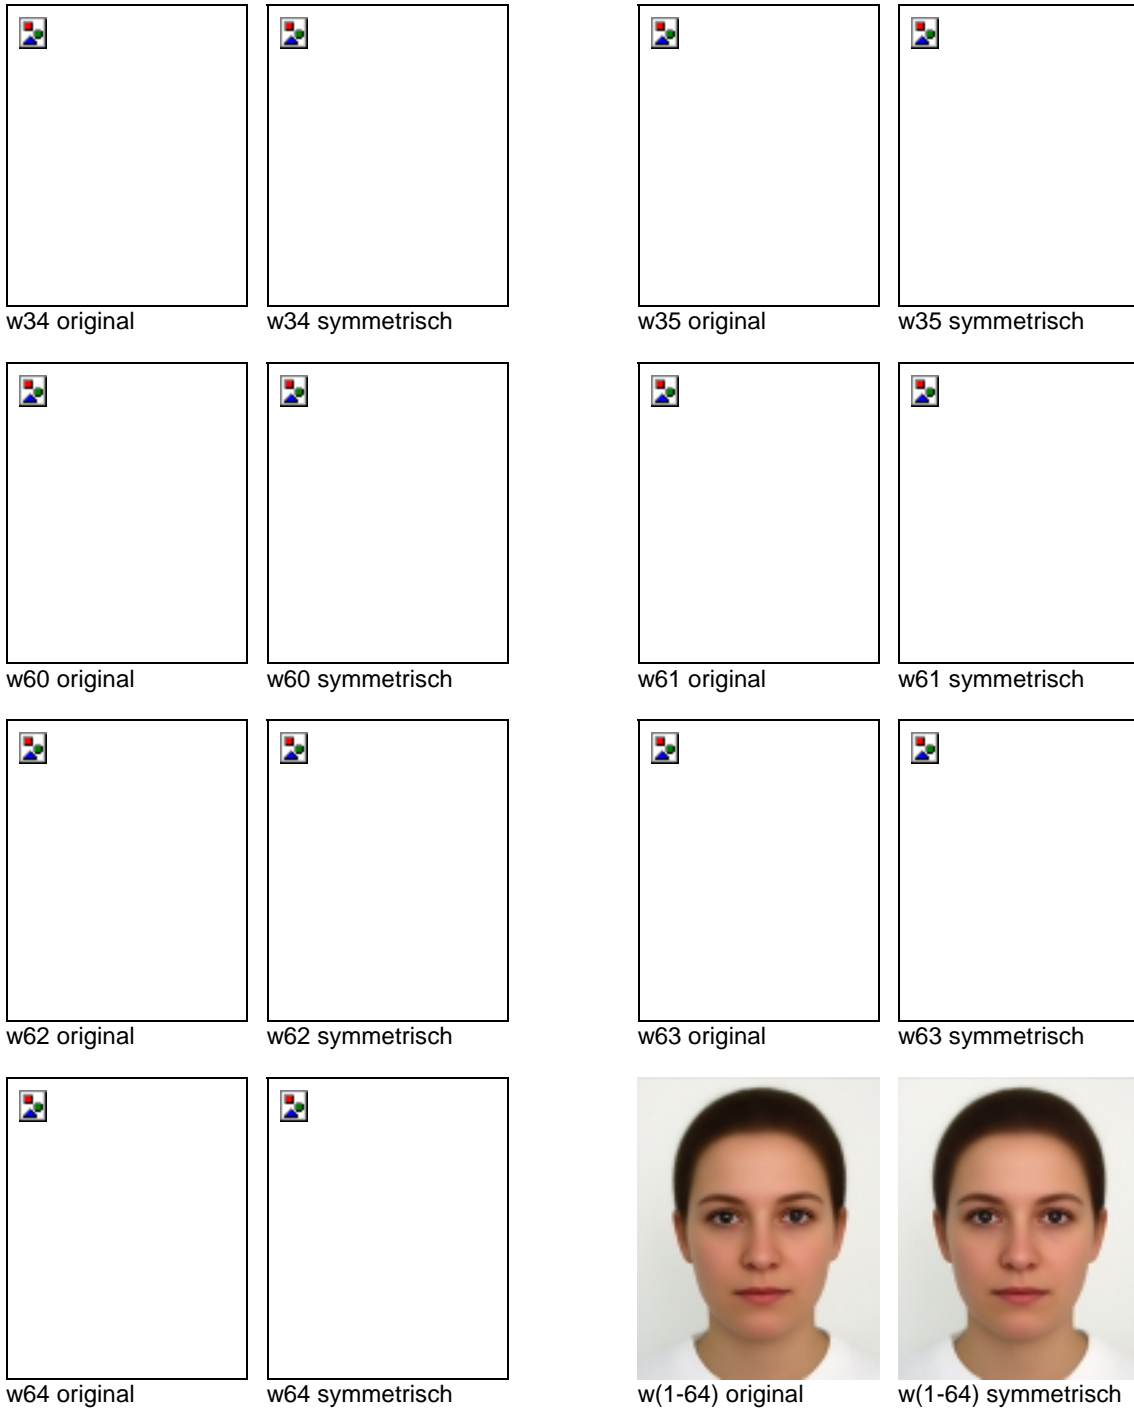 w34 original w34 symmetrisch w35 original w35 symmetrisch
w60 original w60 symmetrisch w61 original w61 symmetrisch
w62 original w62 symmetrisch w63 original w63 symmetrisch
w64 original w64 symmetrisch w(1-64) original w(1-64) symmetrisch